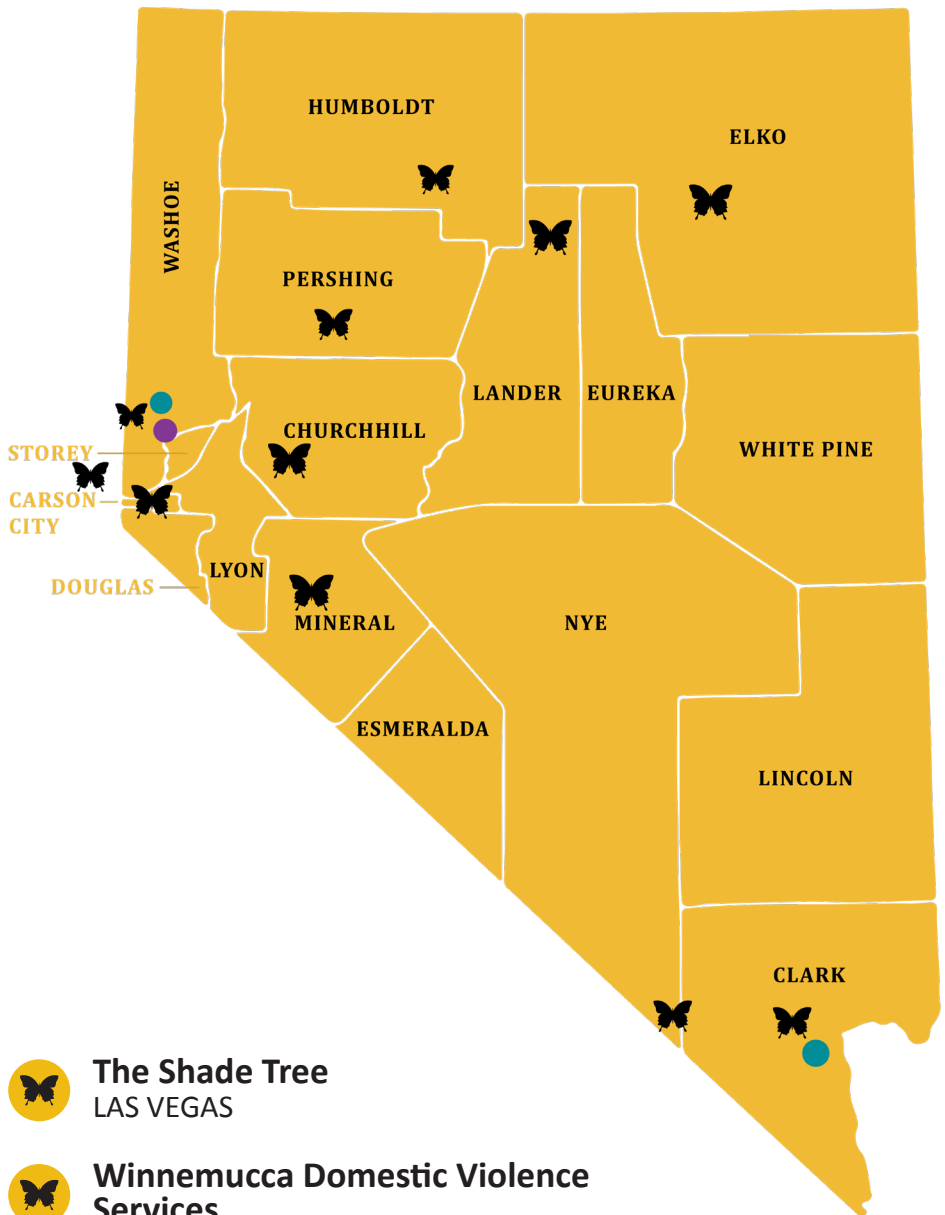 HUMBOLDT
ELKO
WASHOE
PERSHING
LANDER
EUREKA
CHURCHHILL
WHITE PINE
STOREY
CARSON
CITY
LYON
DOUGLAS
MINERAL
NYE
ESMERALDA
LINCOLN
CLARK
The Shade Tree
LAS VEGAS
Winnemucca Domestic Violence
Services